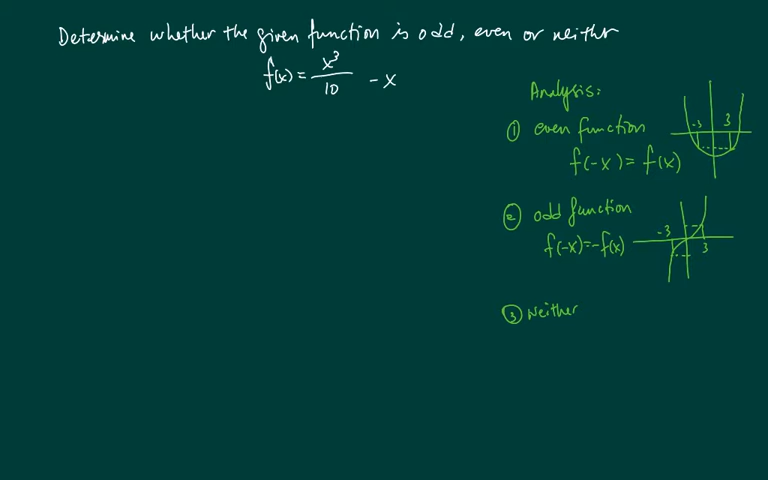 Determine whether the given function is odd, even or neither
f(x) = x³/10 - x
Analysis:
① even function
f(-x) = f(x)
-3 3
② odd function
f(-x) = -f(x)
-3 3
③ Neither